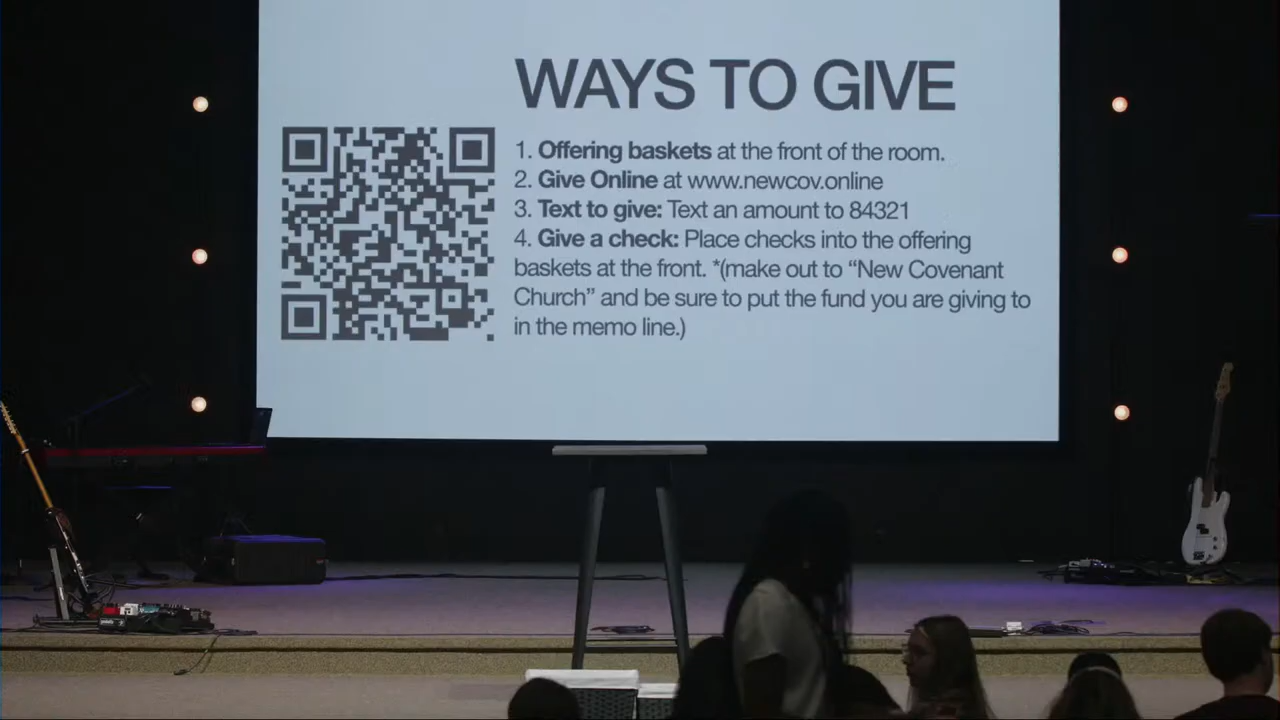 WAYS TO GIVE
1. Offering baskets at the front of the room.
2. Give Online at www.newcov.online
3. Text to give: Text an amount to 84321
4. Give a check: Place checks into the offering
baskets at the front. *(make out to “New Covenant
Church” and be sure to put the fund you are giving to
in the memo line.)